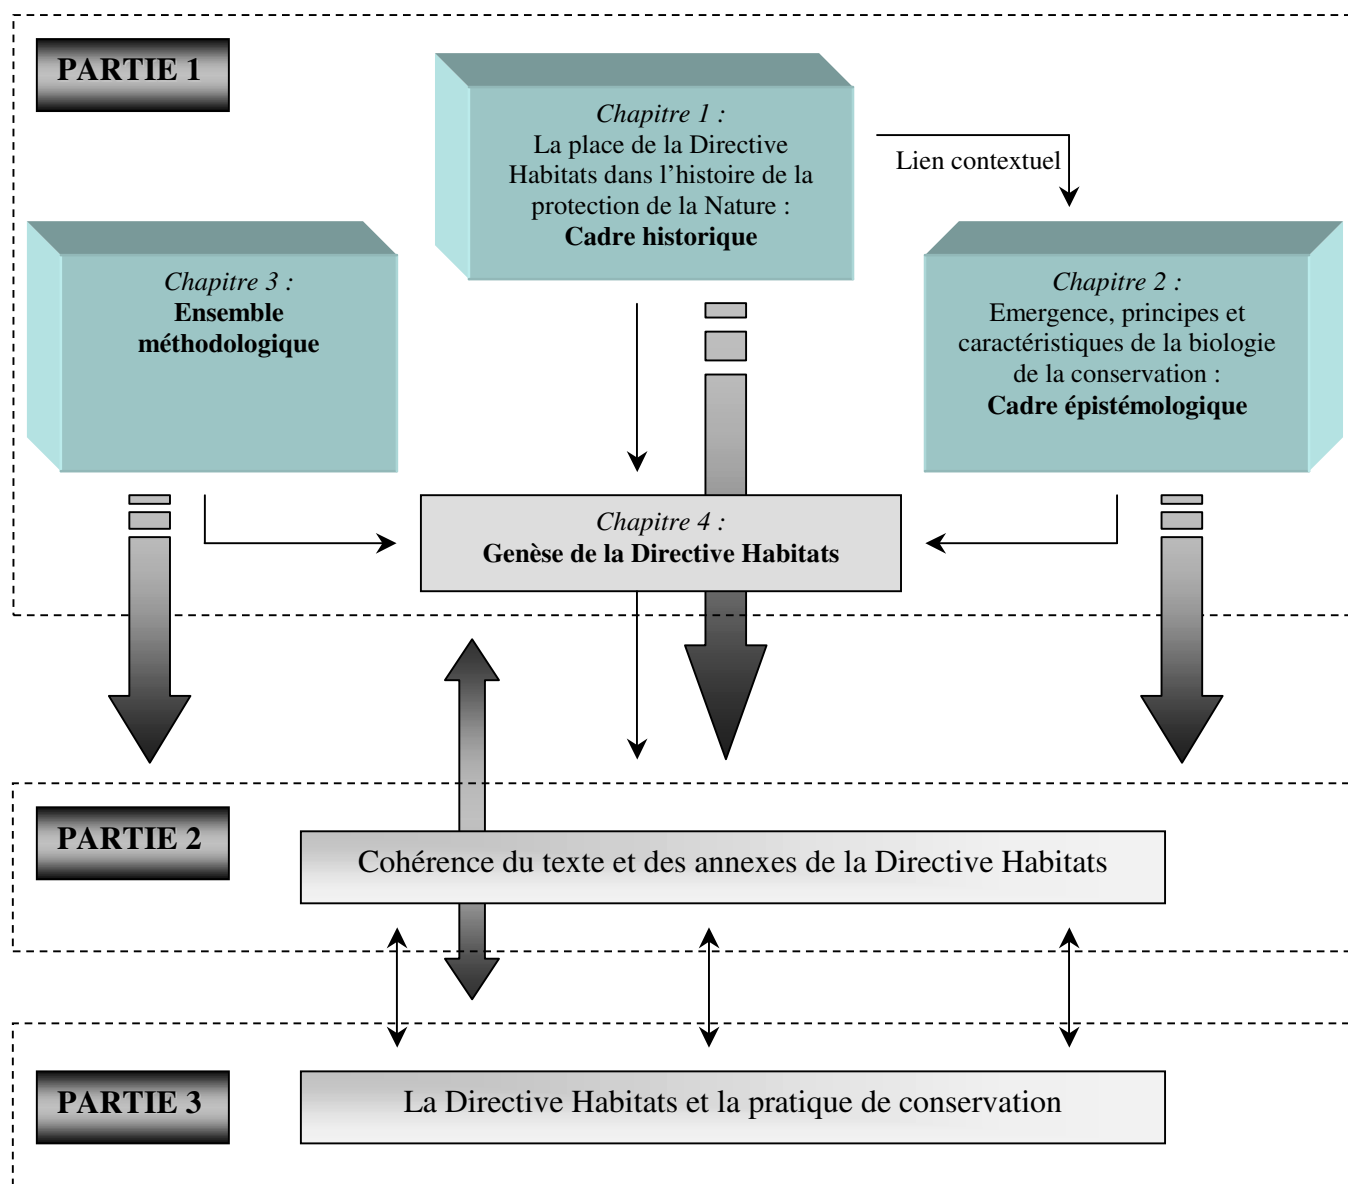 PARTIE 1
Chapitre 1 :
La place de la Directive
Habitats dans l’histoire de la
protection de la Nature :
Cadre historique
Lien contextuel
Chapitre 3 :
Ensemble
méthodologique
Chapitre 2 :
Emergence, principes et
caractéristiques de la biologie
de la conservation :
Cadre épistémologique
Chapitre 4 :
Genèse de la Directive Habitats
PARTIE 2
Cohérence du texte et des annexes de la Directive Habitats
PARTIE 3
La Directive Habitats et la pratique de conservation